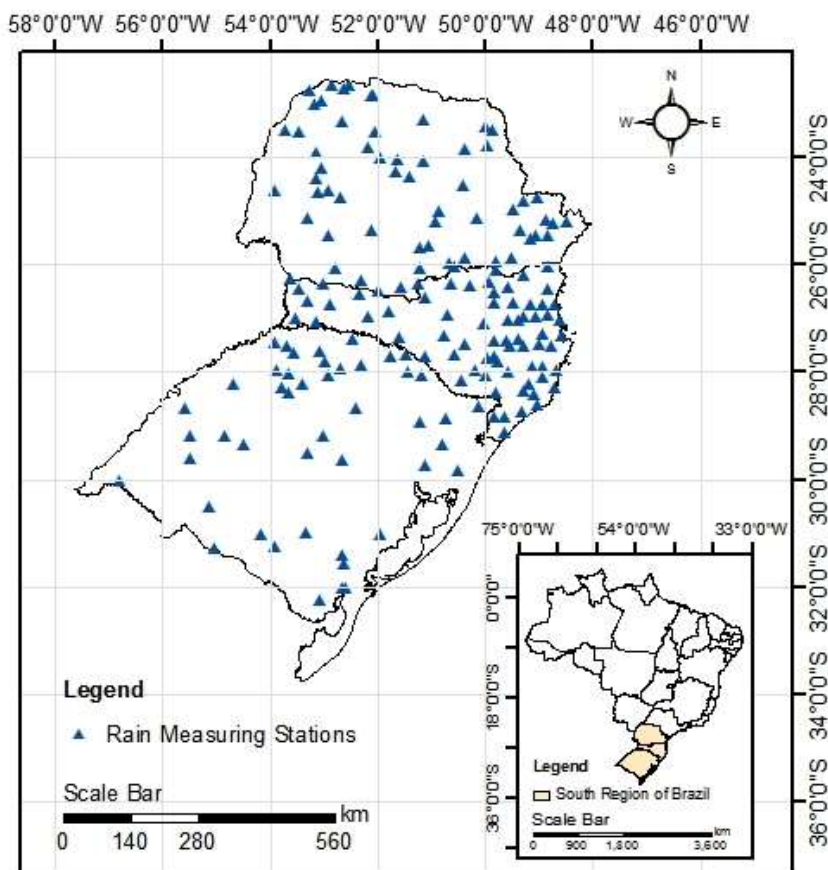 58°0'0"W 56°0'0"W 54°0'0"W 52°0'0"W 50°0'0"W 48°0'0"W 46°0'0"W
N
W E
S
24°0'0"S
26°0'0"S
28°0'0"S
30°0'0"S
32°0'0"S
34°0'0"S
36°0'0"S
Legend
Rain Measuring Stations
Scale Bar
km
0 140 280 560
75°0'0"W 54°0'0"W 33°0'0"W
0°0'0"
18°0'0"S
36°0'0"S
Legend
South Region of Brazil
Scale Bar
km
0 900 1,800 3,600